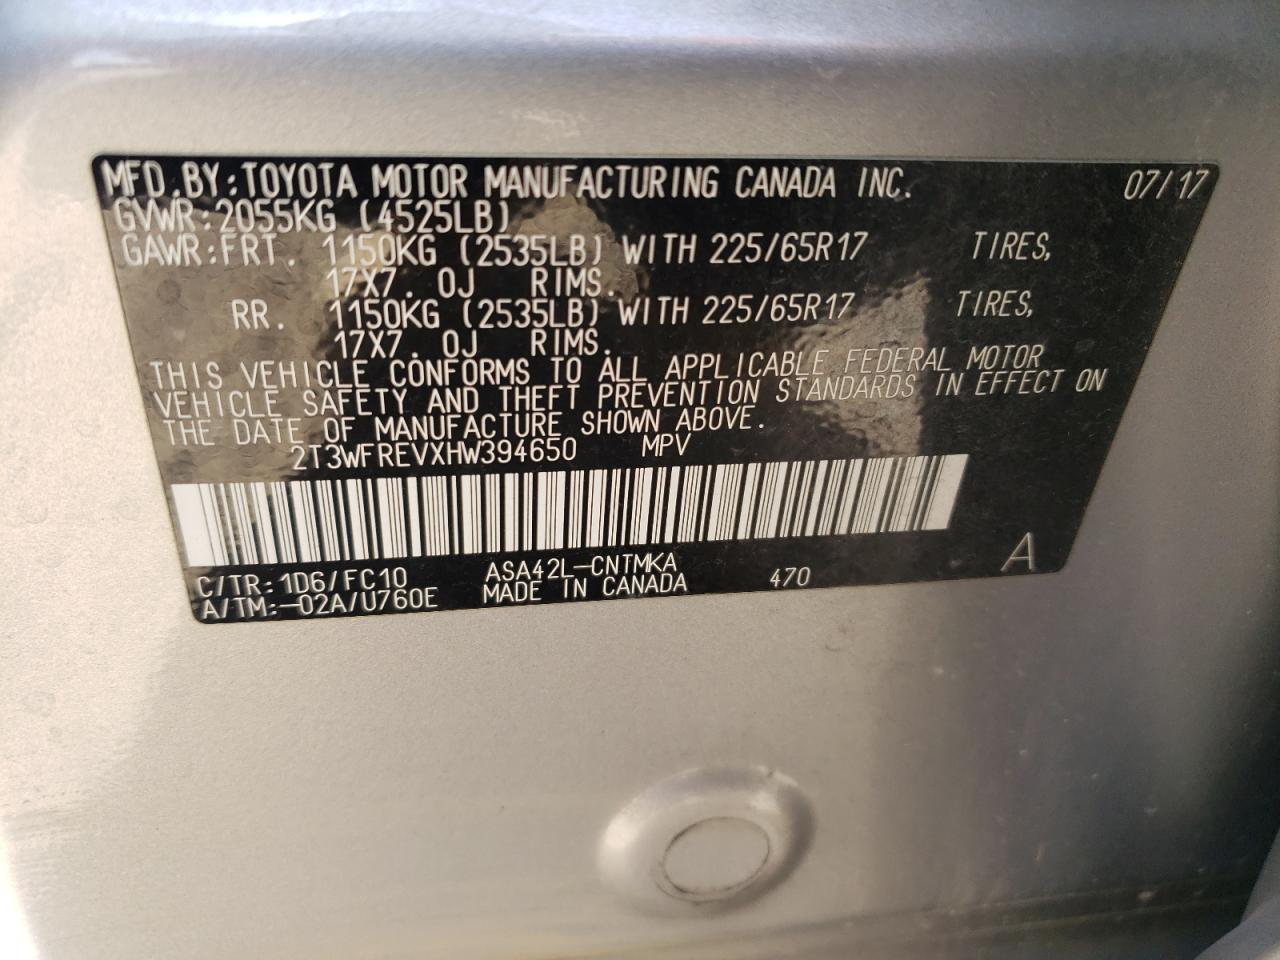 MFD.BY:TOYOTA MOTOR MANUFACTURING CANADA INC. 07/17
GVWR:2055KG (4525LB)
GAWR:FRT. 1150KG (2535LB) WITH 225/65R17 TIRES,
17X7.0J RIMS.
RR. 1150KG (2535LB) WITH 225/65R17 TIRES,
17X7.0J RIMS.
THIS VEHICLE CONFORMS TO ALL APPLICABLE FEDERAL MOTOR
VEHICLE SAFETY AND THEFT PREVENTION STANDARDS IN EFFECT ON
THE DATE OF MANUFACTURE SHOWN ABOVE.
2T3WFREVXHW394650 MPV
C/TR:1D6/FC10 ASA42L-CNTMKA 470 A
A/TM:-02A/U760E MADE IN CANADA